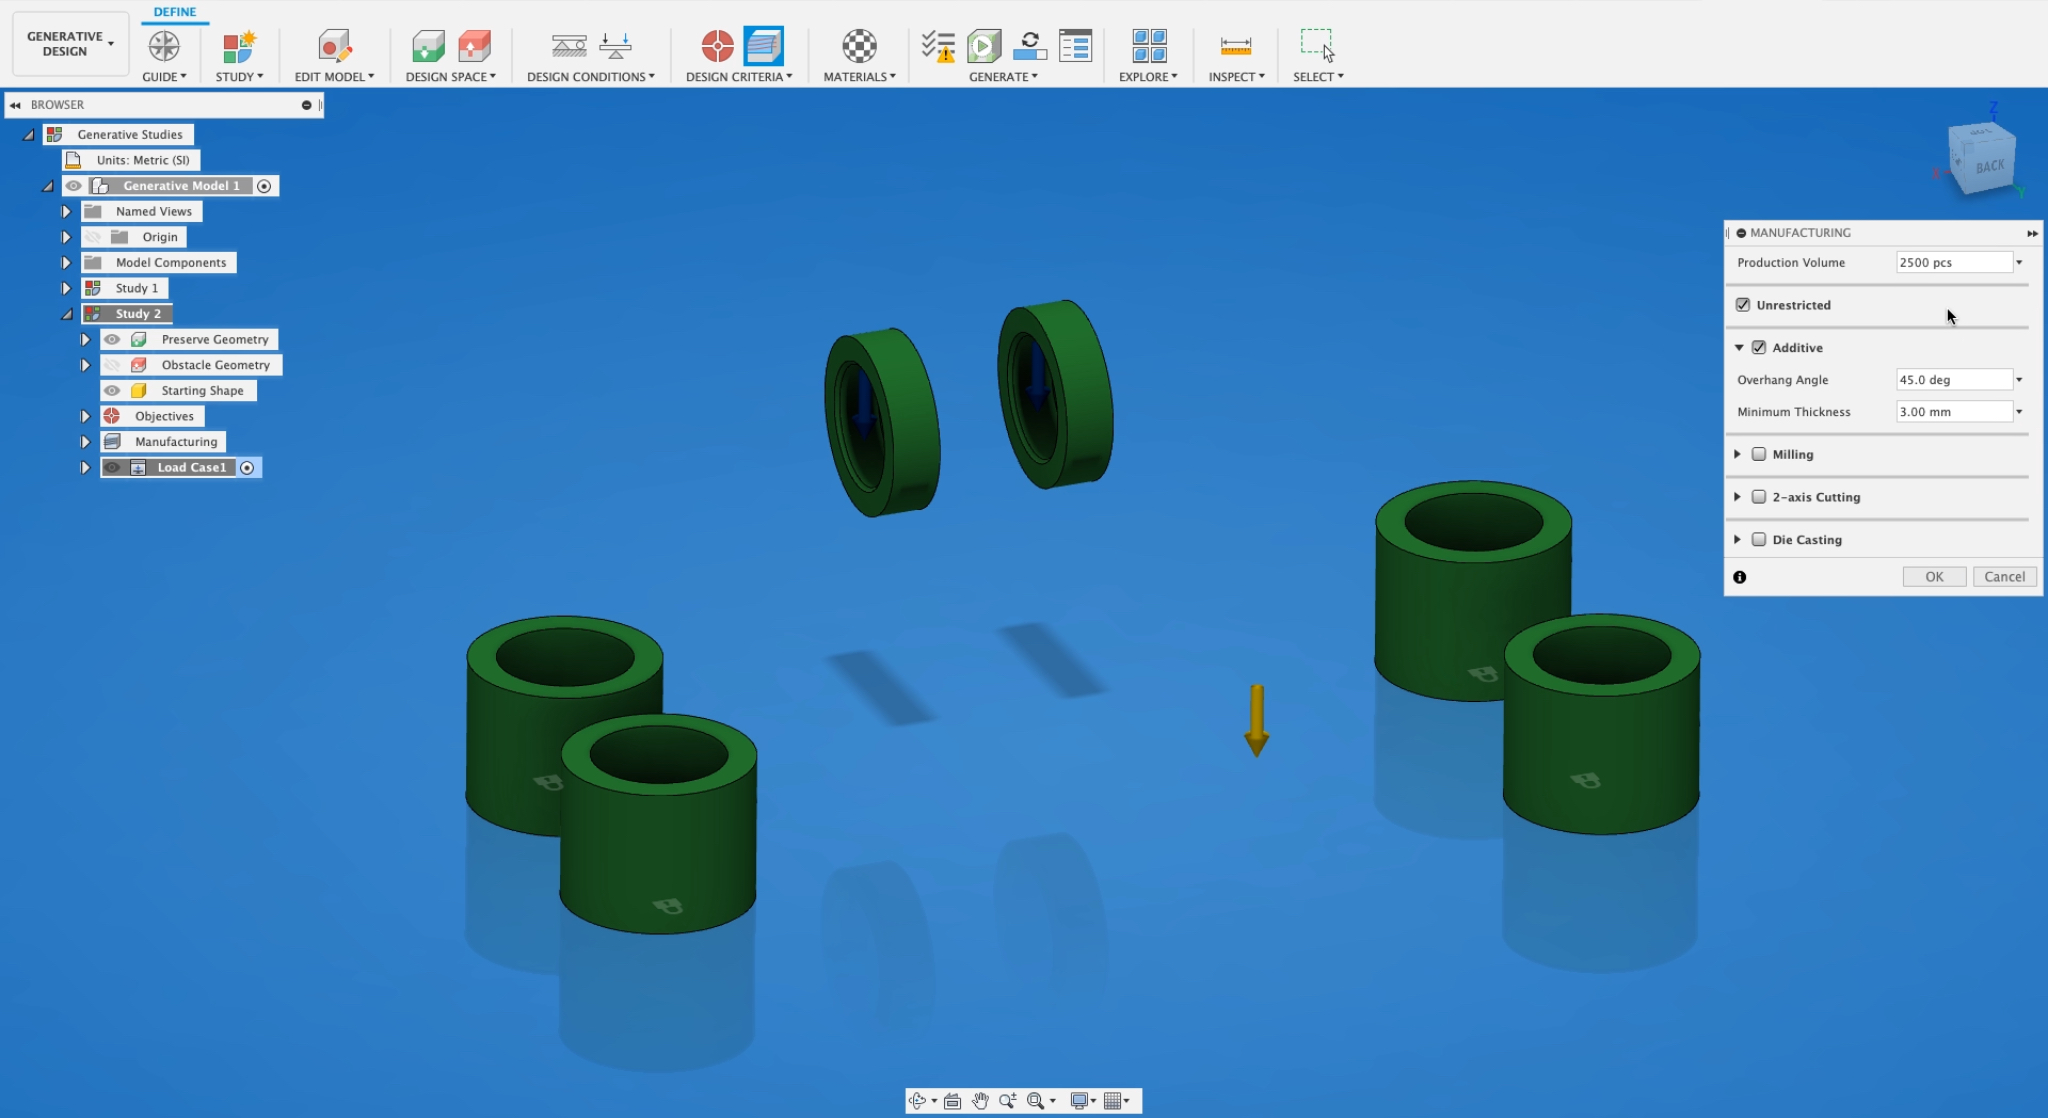 DEFINE
GENERATIVE
DESIGN
GUIDE
STUDY
EDIT MODEL
DESIGN SPACE
DESIGN CONDITIONS
DESIGN CRITERIA
MATERIALS
GENERATE
EXPLORE
INSPECT
SELECT
BROWSER
Generative Studies
Units: Metric (SI)
Generative Model 1
Named Views
Origin
Model Components
Study 1
Study 2
Preserve Geometry
Obstacle Geometry
Starting Shape
Objectives
Manufacturing
Load Case1
Z
BACK
X
Y
MANUFACTURING
Production Volume 2500 pcs
Unrestricted
Additive
Overhang Angle 45.0 deg
Minimum Thickness 3.00 mm
Milling
2-axis Cutting
Die Casting
OK Cancel